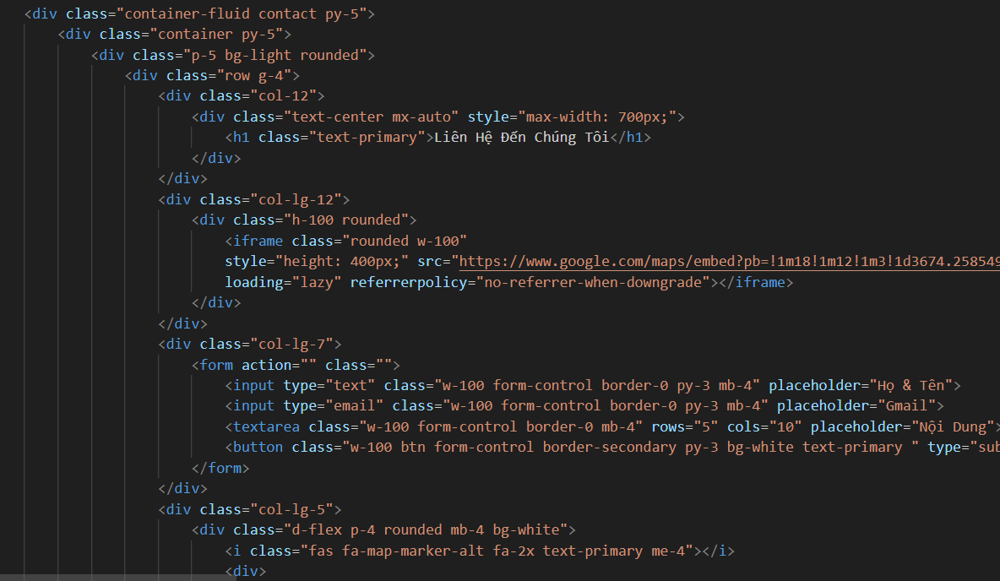 <div class="container-fluid contact py-5">
<div class="container py-5">
<div class="p-5 bg-light rounded">
<div class="row g-4">
<div class="col-12">
<div class="text-center mx-auto" style="max-width: 700px;">
<h1 class="text-primary">Liên Hệ Đến Chúng Tôi</h1>
</div>
</div>
<div class="col-lg-12">
<div class="h-100 rounded">
<iframe class="rounded w-100"
style="height: 400px;" src="https://www.google.com/maps/embed?pb=!1m18!1m12!1m3!1d3674.258549
loading="lazy" referrerpolicy="no-referrer-when-downgrade"></iframe>
</div>
</div>
<div class="col-lg-7">
<form action="" class="">
<input type="text" class="w-100 form-control border-0 py-3 mb-4" placeholder="Họ & Tên">
<input type="email" class="w-100 form-control border-0 py-3 mb-4" placeholder="Gmail">
<textarea class="w-100 form-control border-0 mb-4" rows="5" cols="10" placeholder="Nội Dung">
<button class="w-100 btn form-control border-secondary py-3 bg-white text-primary " type="sub
</form>
</div>
<div class="col-lg-5">
<div class="d-flex p-4 rounded mb-4 bg-white">
<i class="fas fa-map-marker-alt fa-2x text-primary me-4"></i>
<div>